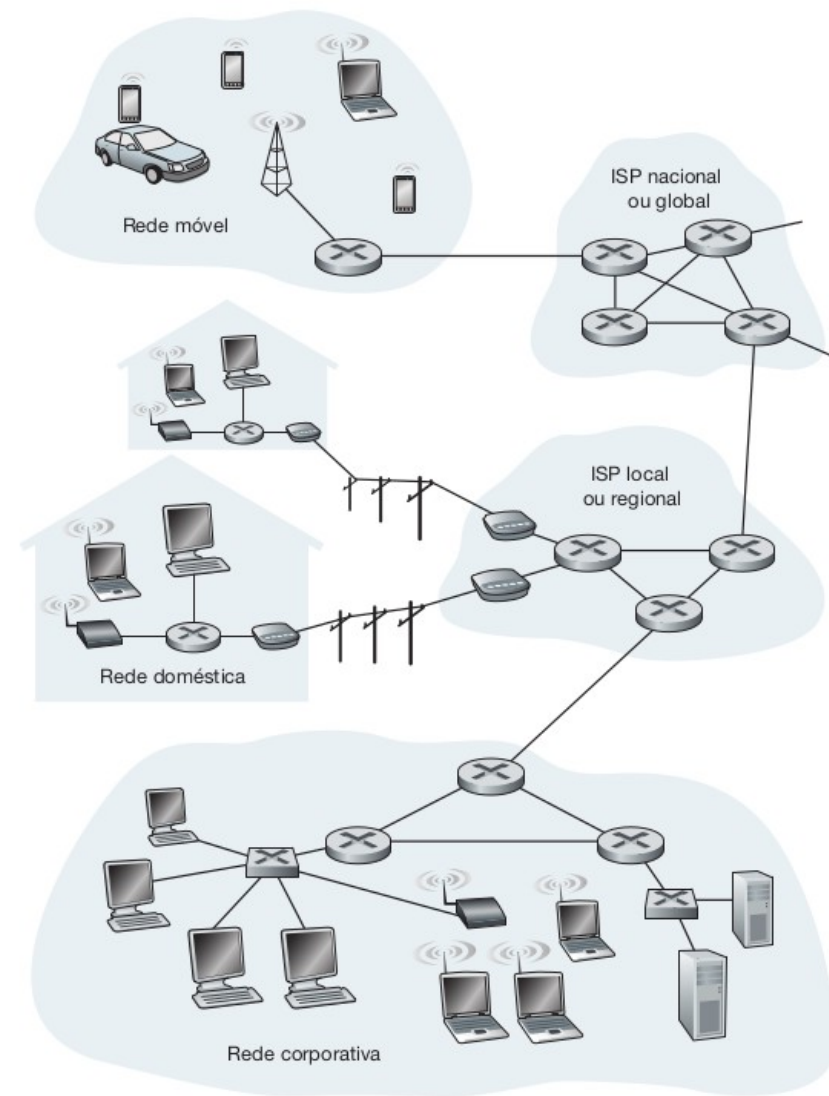 Rede móvel
ISP nacional
ou global
ISP local
ou regional
Rede doméstica
Rede corporativa